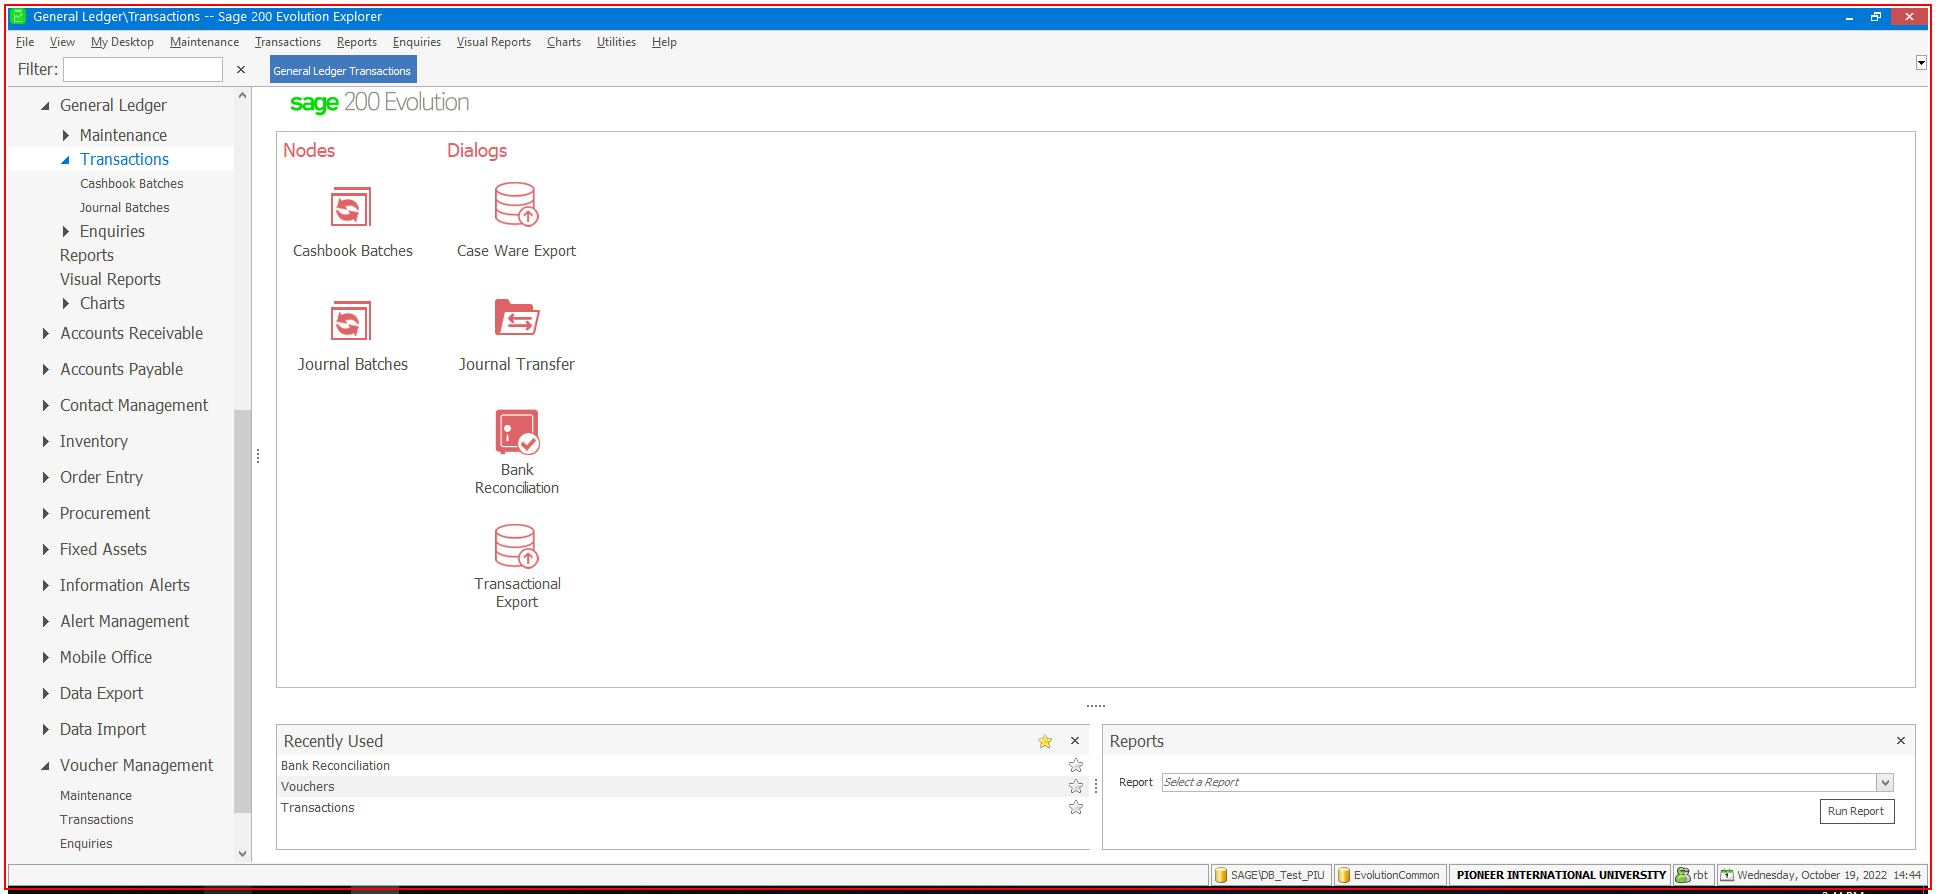 General Ledger\Transactions -- Sage 200 Evolution Explorer
File View My Desktop Maintenance Transactions Reports Enquiries Visual Reports Charts Utilities Help
Filter:
General Ledger Transactions
General Ledger
Maintenance
Transactions
Cashbook Batches
Journal Batches
Enquiries
Reports
Visual Reports
Charts
Accounts Receivable
Accounts Payable
Contact Management
Inventory
Order Entry
Procurement
Fixed Assets
Information Alerts
Alert Management
Mobile Office
Data Export
Data Import
Voucher Management
Maintenance
Transactions
Enquiries
sage 200 Evolution
Nodes
Dialogs
Cashbook Batches
Case Ware Export
Journal Batches
Journal Transfer
Bank
Reconciliation
Transactional
Export
Recently Used
Bank Reconciliation
Vouchers
Transactions
Reports
Report Select a Report
Run Report
SAGE\DB_Test_PIU EvolutionCommon PIONEER INTERNATIONAL UNIVERSITY rbt Wednesday, October 19, 2022 14:44